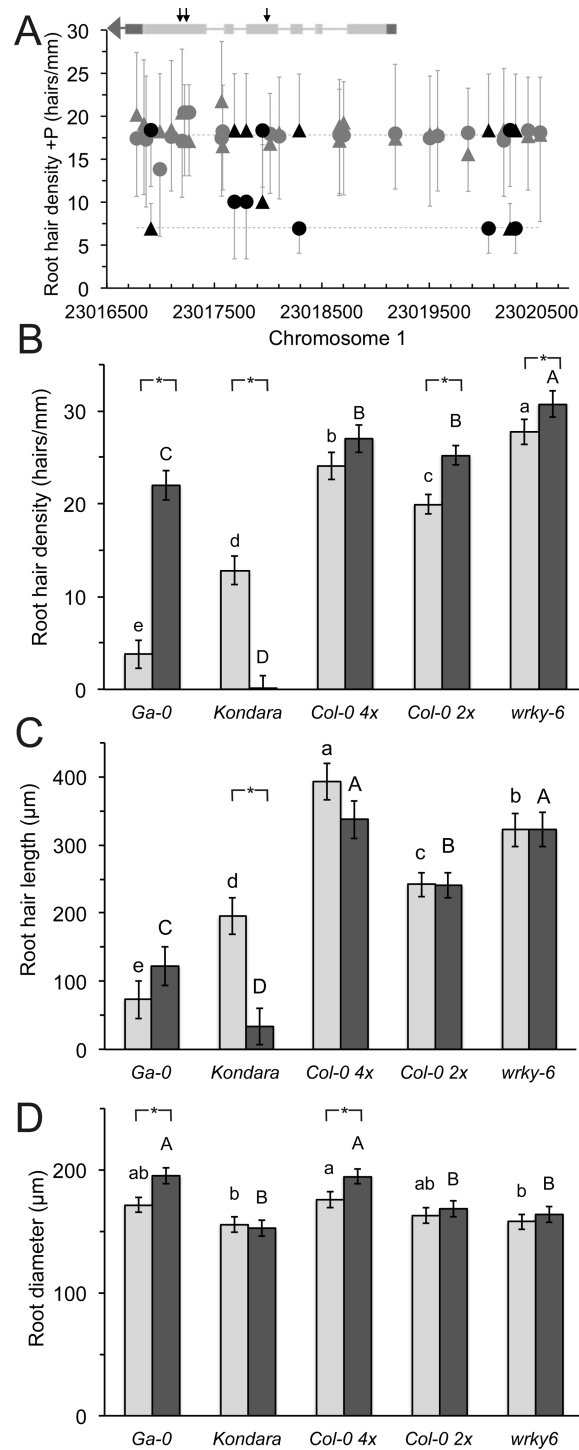 A
Root hair density +P (hairs/mm)
30
25
20
15
10
5
0
23016500 23017500 23018500 23019500 23020500
Chromosome 1
B
Root hair density (hairs/mm)
30
20
10
0
* * * *
e C d D b B c B a A
Ga-0 Kondara Col-0 4x Col-0 2x wrky-6
C
Root hair length (µm)
400
300
200
100
0
*
e C d D a A c B b A
Ga-0 Kondara Col-0 4x Col-0 2x wrky-6
D
Root diameter (µm)
200
100
0
* *
ab A b B a A ab B b B
Ga-0 Kondara Col-0 4x Col-0 2x wrky6